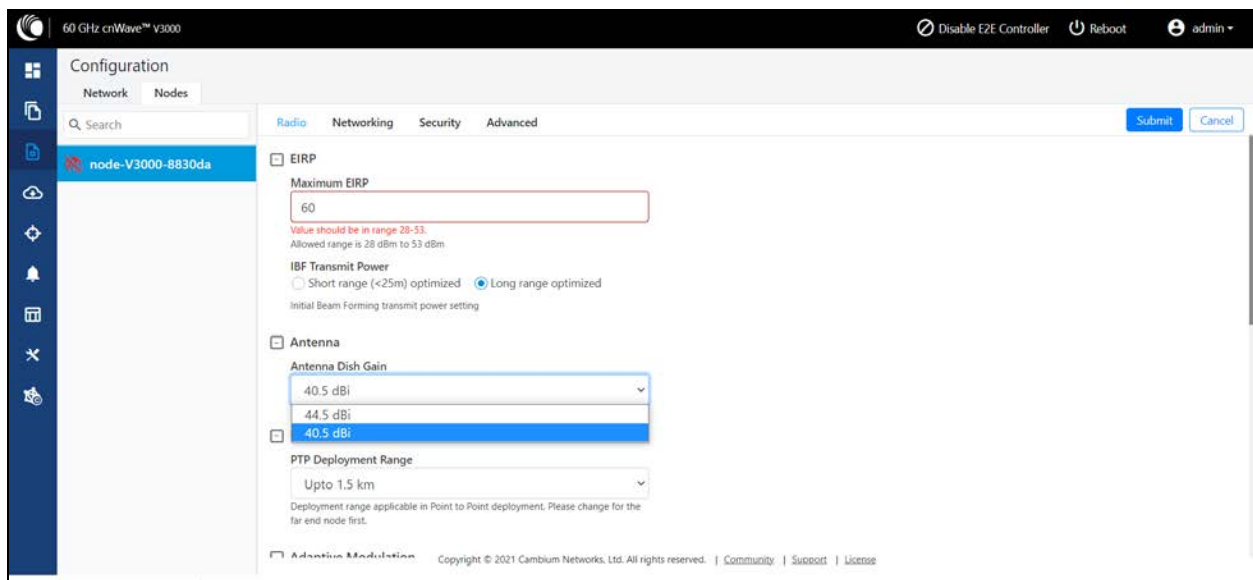 60 GHz cnWave™ V3000
Disable E2E Controller
Reboot
admin
Configuration
Network
Nodes
Search
node-V3000-8830da
Radio
Networking
Security
Advanced
Submit
Cancel
EIRP
Maximum EIRP
60
Value should be in range 28-53.
Allowed range is 28 dBm to 53 dBm
IBF Transmit Power
Short range (<25m) optimized
Long range optimized
Initial Beam Forming transmit power setting
Antenna
Antenna Dish Gain
40.5 dBi
44.5 dBi
40.5 dBi
PTP Deployment Range
Upto 1.5 km
Deployment range applicable in Point to Point deployment. Please change for the
far end node first.
Adaptive Modulation
Copyright © 2021 Cambium Networks, Ltd. All rights reserved. | Community | Support | License